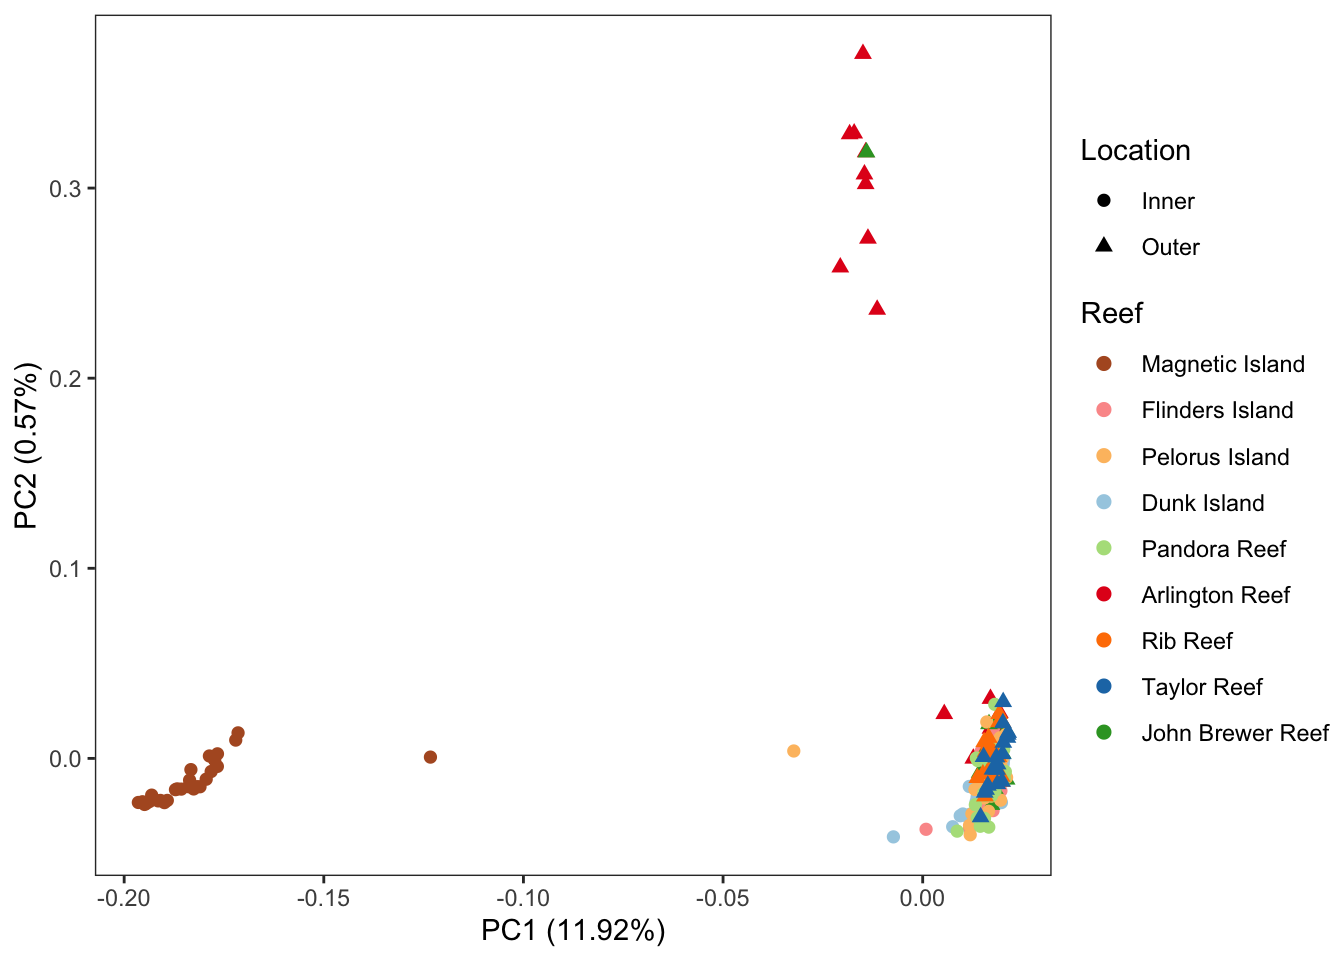 PC2 (0.57%)
0.3
0.2
0.1
0.0
-0.20
-0.15
-0.10
-0.05
0.00
PC1 (11.92%)
Location
Inner
Outer
Reef
Magnetic Island
Flinders Island
Pelorus Island
Dunk Island
Pandora Reef
Arlington Reef
Rib Reef
Taylor Reef
John Brewer Reef